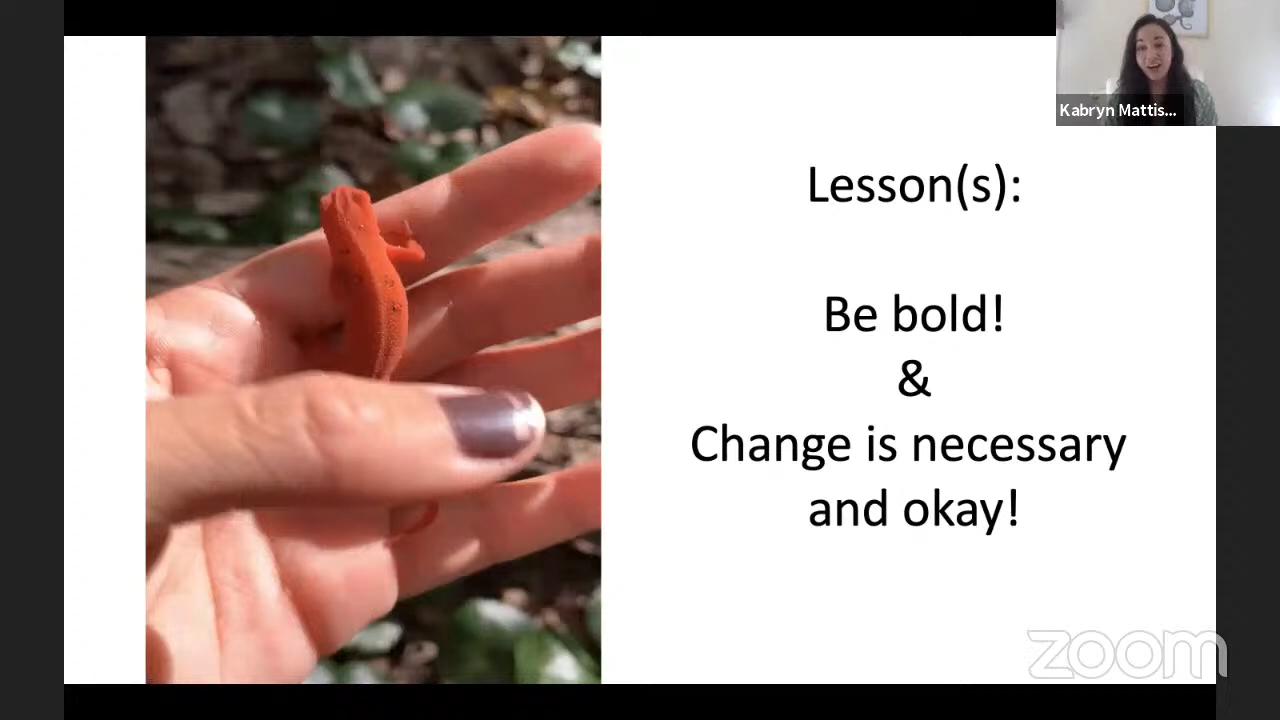 Kabryn Mattis...
Lesson(s):
Be bold!
&
Change is necessary
and okay!
zoom